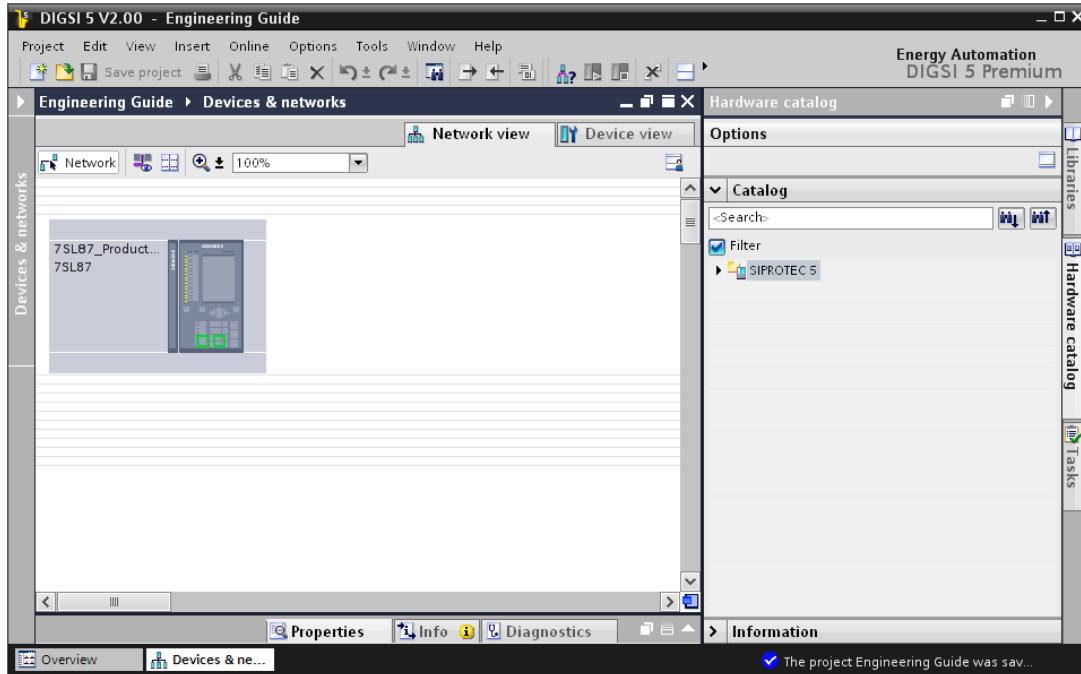 DIGSI 5 V2.00 - Engineering Guide
Project Edit View Insert Online Options Tools Window Help
Save project
Energy Automation
DIGSI 5 Premium
Engineering Guide Devices & networks
Hardware catalog
Network view
Device view
Options
Network
100%
Catalog
<Search>
Filter
SIPROTEC 5
7SL87_Product...
7SL87
SIEMENS
Devices & networks
Libraries
Hardware catalog
Tasks
Properties
Info
Diagnostics
Information
Overview
Devices & ne...
The project Engineering Guide was sav...